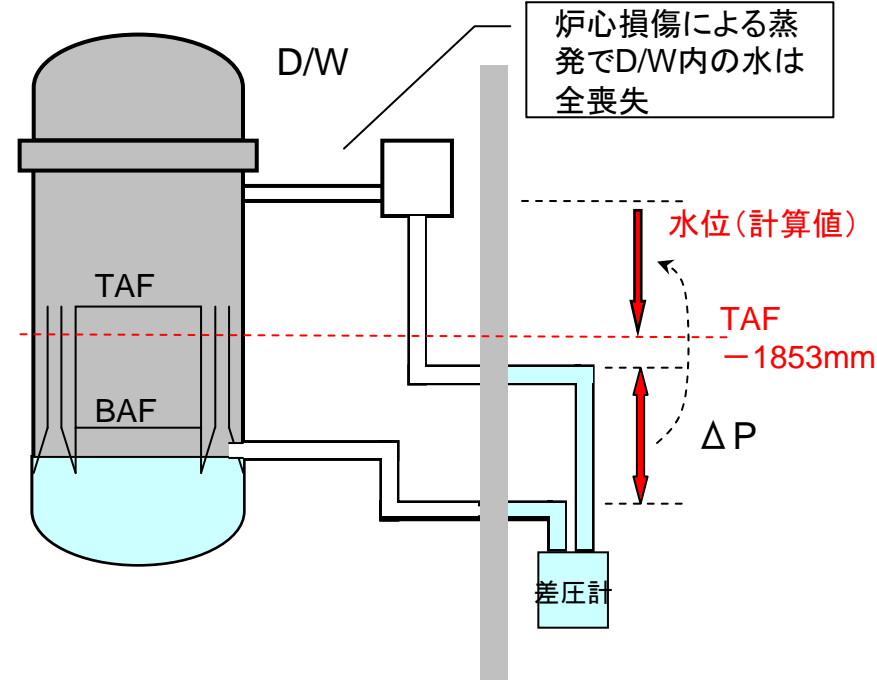 D/W
炉心損傷による蒸
発でD/W内の水は
全喪失
水位(計算値)
TAF
TAF
－1853mm
BAF
ΔP
差圧計